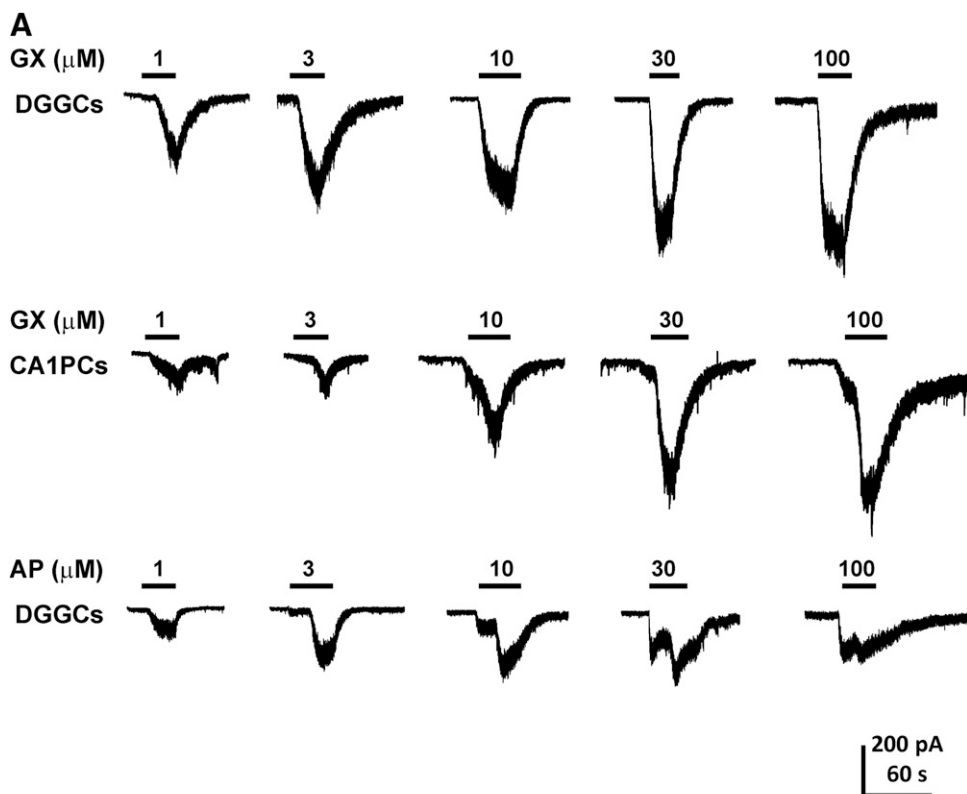 A
GX (μM) 1 3 10 30 100
DGGCs
GX (μM) 1 3 10 30 100
CA1PCs
AP (μM) 1 3 10 30 100
DGGCs
200 pA
60 s